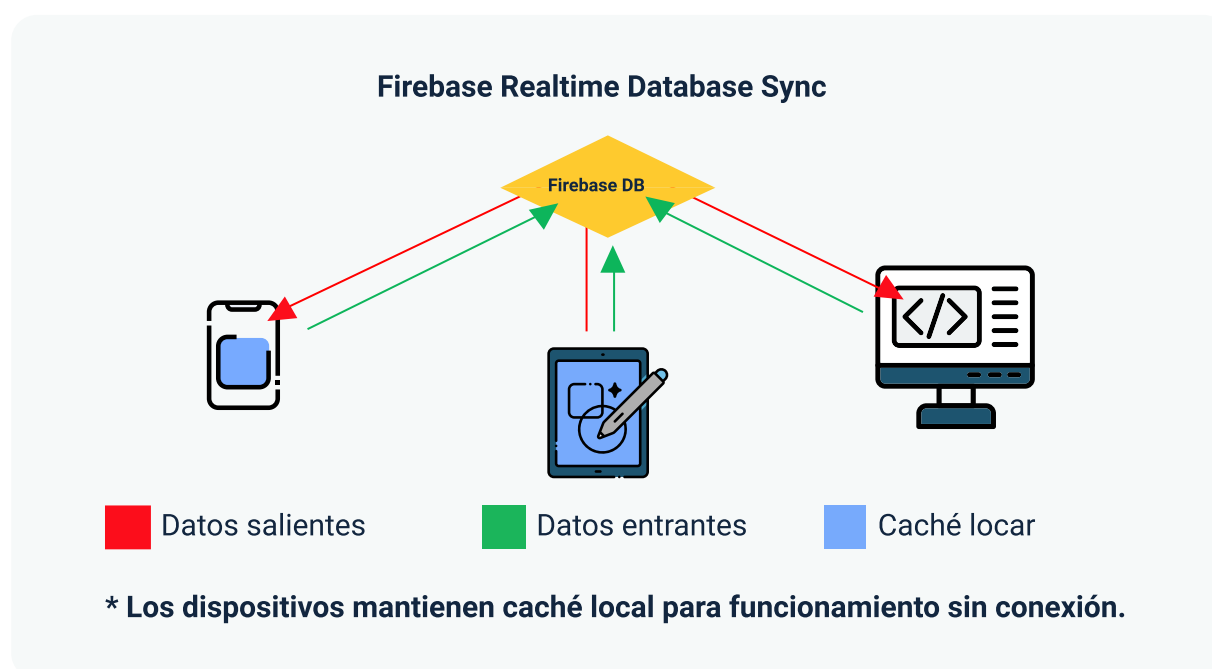 Firebase Realtime Database Sync
Firebase DB
Datos salientes
Datos entrantes
Caché locar
* Los dispositivos mantienen caché local para funcionamiento sin conexión.